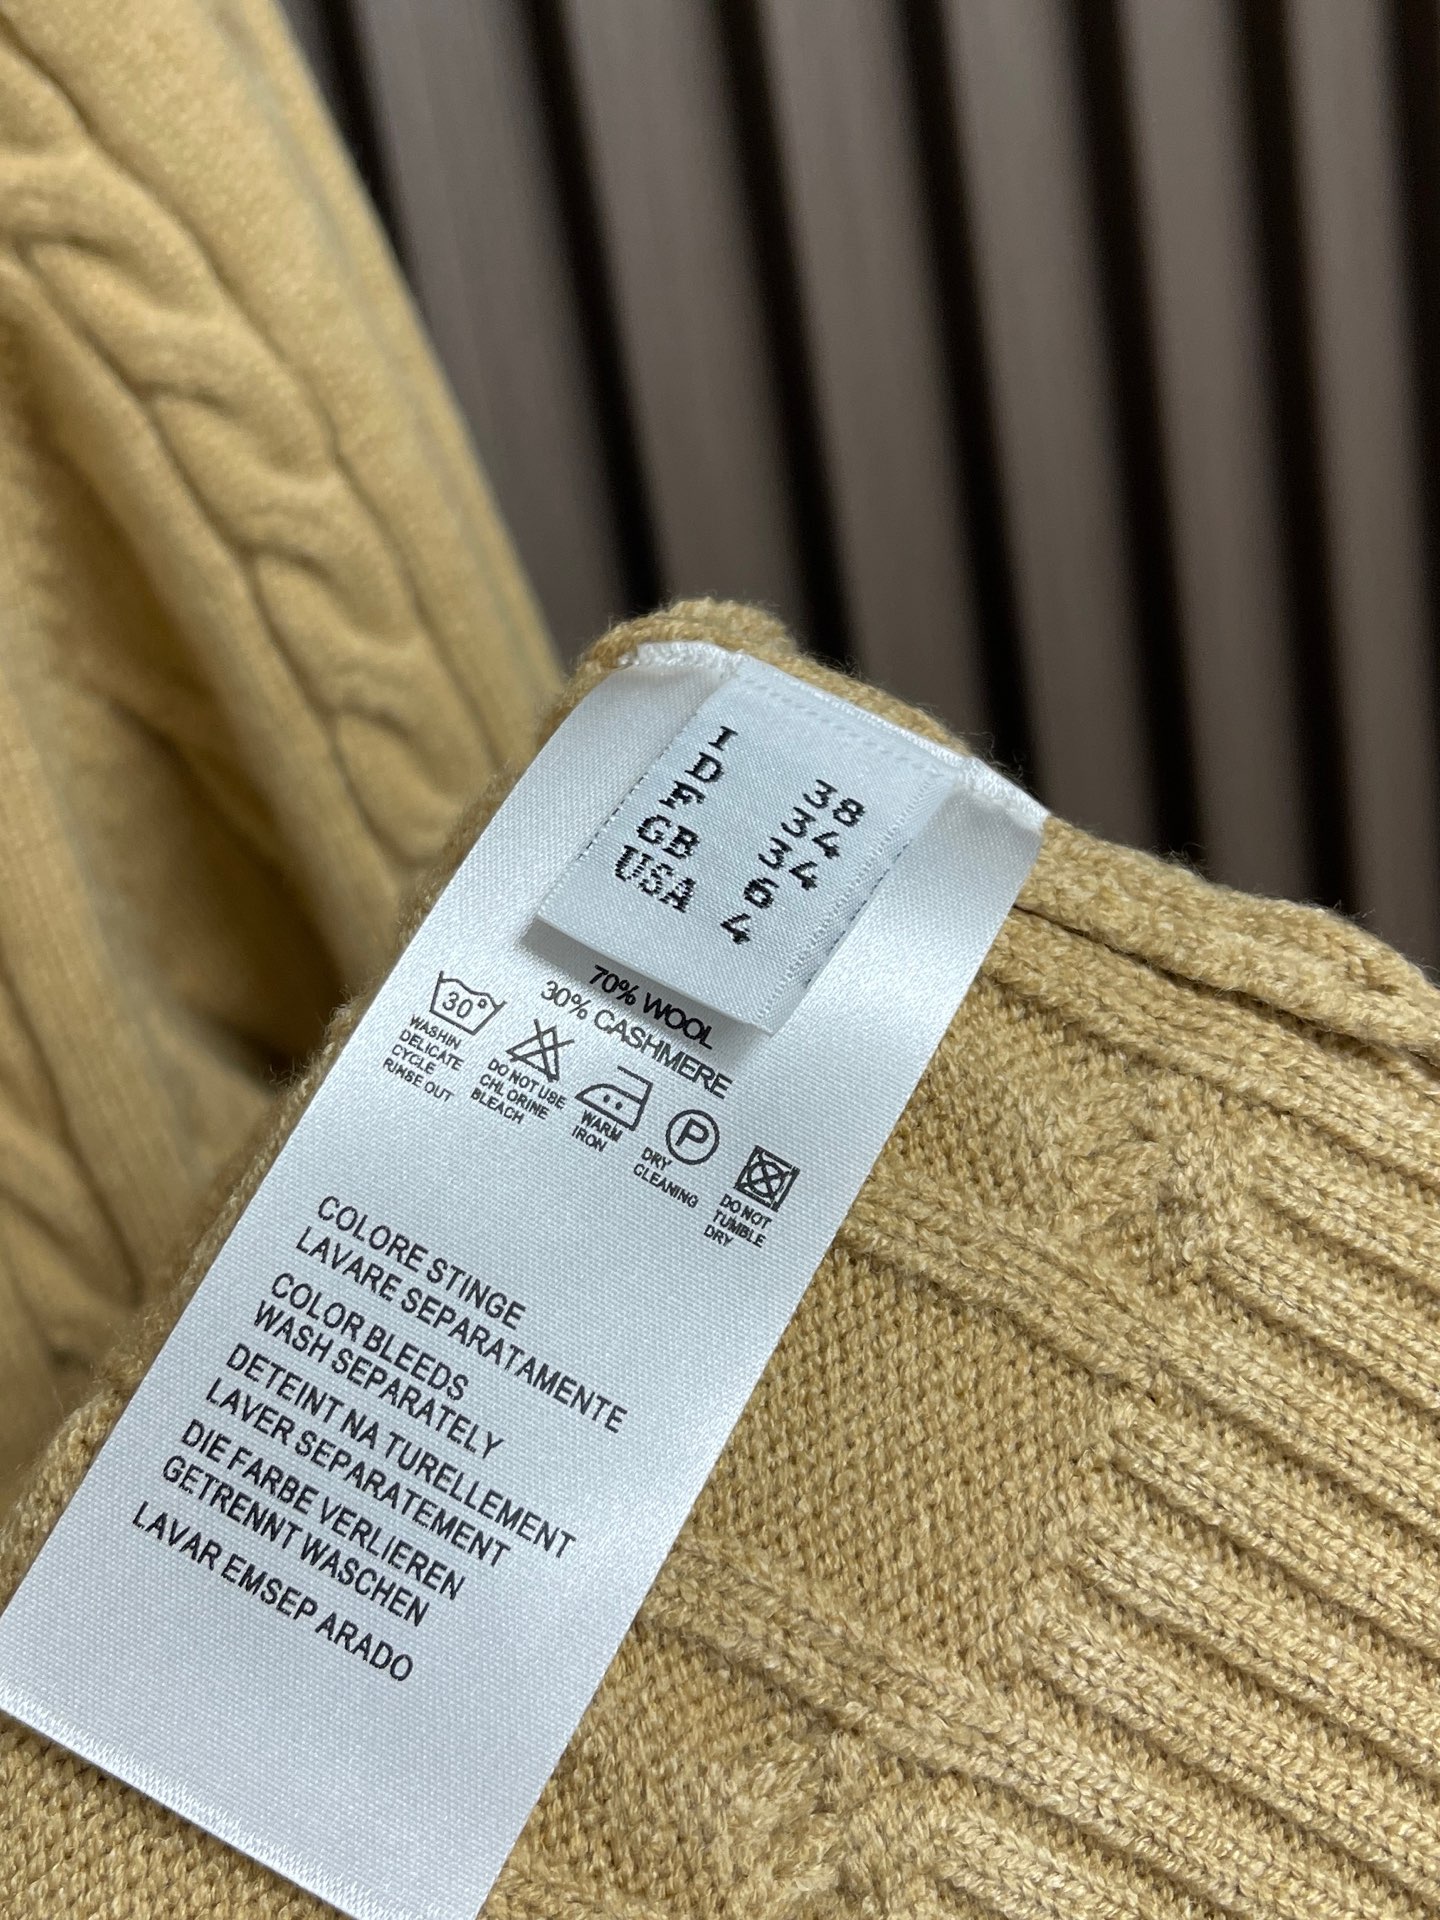 I 38
D 34
F 34
GB 6
USA 4
70% WOOL
30% CASHMERE
30°
WASHIN
DELICATE
CYCLE
RINSE OUT
DO NOT USE
CHLORINE
BLEACH
WARM
IRON
P
DRY
CLEANING
DO NOT
TUMBLE
DRY
COLORE STINGE
LAVARE SEPARATAMENTE
COLOR BLEEDS
WASH SEPARATELY
DETEINT NA TURELLEMENT
LAVER SEPARATEMENT
DIE FARBE VERLIEREN
GETRENNT WASCHEN
LAVAR EMSEP ARADO